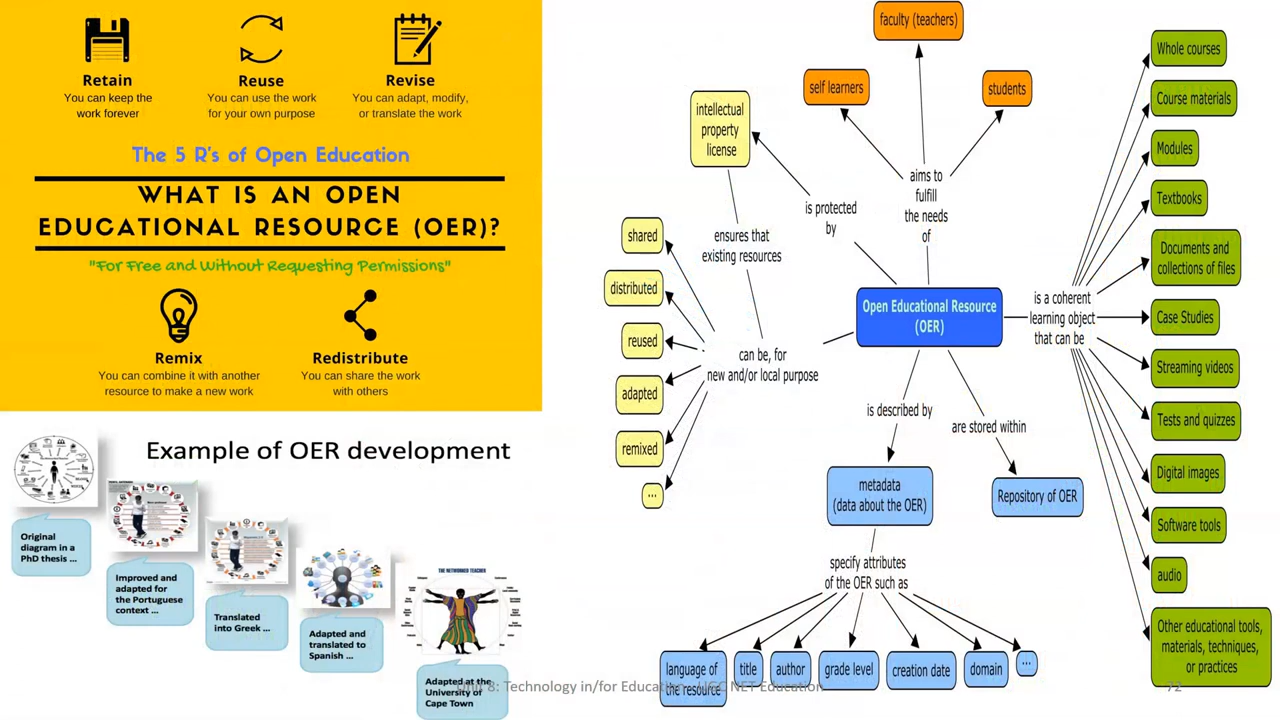 Retain
You can keep the
work forever
Reuse
You can use the work
for your own purpose
Revise
You can adapt, modify,
or translate the work
The 5 R's of Open Education
WHAT IS AN OPEN
EDUCATIONAL RESOURCE (OER)?
"For Free and Without Requesting Permissions"
Remix
You can combine it with another
resource to make a new work
Redistribute
You can share the work
with others
Example of OER development
Original
diagram in a
PhD thesis ...
Improved and
adapted for
the Portuguese
context ...
Translated
into Greek ...
Adapted and
translated to
Spanish ...
THE NETWORKED TEACHER
Adapted at the
University of
Cape Town
faculty (teachers)
self learners
students
intellectual
property
license
aims to
fulfill
the needs
of
is protected
by
ensures that
existing resources
shared
distributed
reused
adapted
remixed
...
can be, for
new and/or local purpose
Open Educational Resource
(OER)
is a coherent
learning object
that can be
Whole courses
Course materials
Modules
Textbooks
Documents and
collections of files
Case Studies
Streaming videos
Tests and quizzes
Digital images
Software tools
audio
Other educational tools,
materials, techniques,
or practices
is described by
are stored within
metadata
(data about the OER)
Repository of OER
specify attributes
of the OER such as
language of
the resource
title
author
grade level
creation date
domain
...
Unit 8: Technology in/for Education - UGC NET Education
72